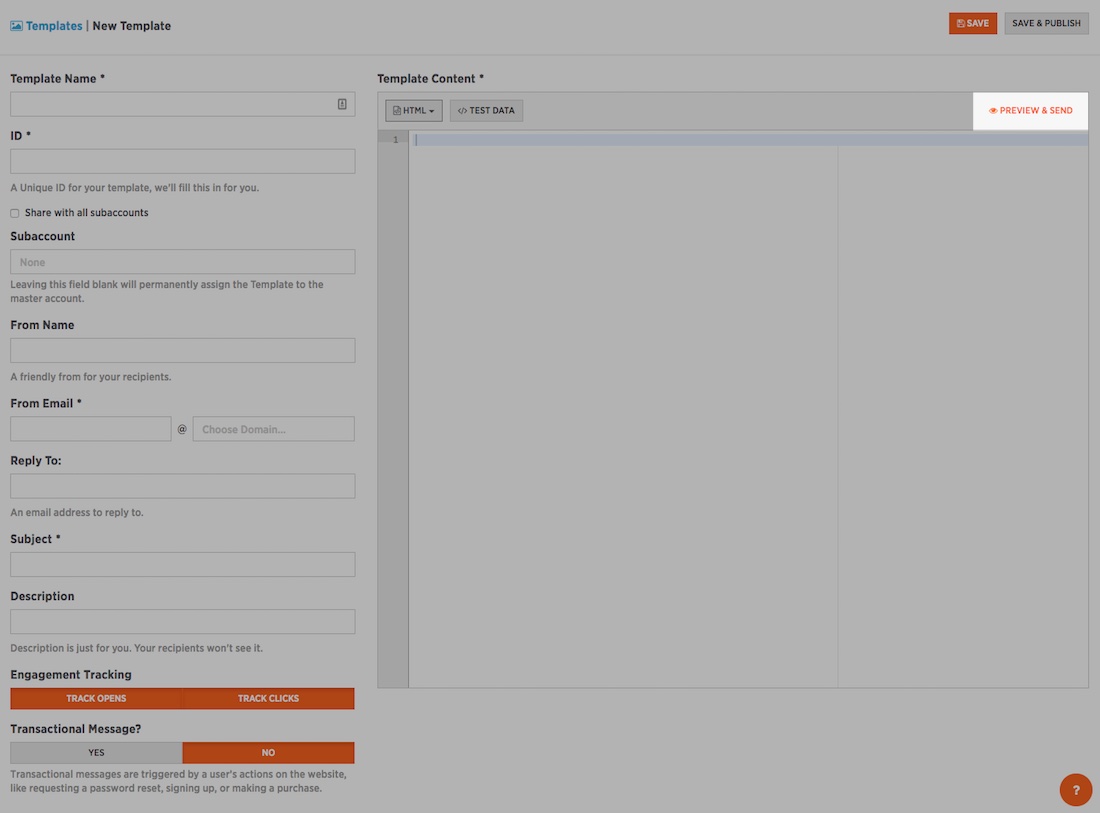 Templates | New Template
SAVE
SAVE & PUBLISH
Template Name *
ID *
A Unique ID for your template, we'll fill this in for you.
Share with all subaccounts
Subaccount
None
Leaving this field blank will permanently assign the Template to the
master account.
From Name
A friendly from for your recipients.
From Email *
@ Choose Domain...
Reply To:
An email address to reply to.
Subject *
Description
Description is just for you. Your recipients won't see it.
Engagement Tracking
TRACK OPENS TRACK CLICKS
Transactional Message?
YES NO
Transactional messages are triggered by a user's actions on the website,
like requesting a password reset, signing up, or making a purchase.
Template Content *
HTML </> TEST DATA
PREVIEW & SEND
1
?